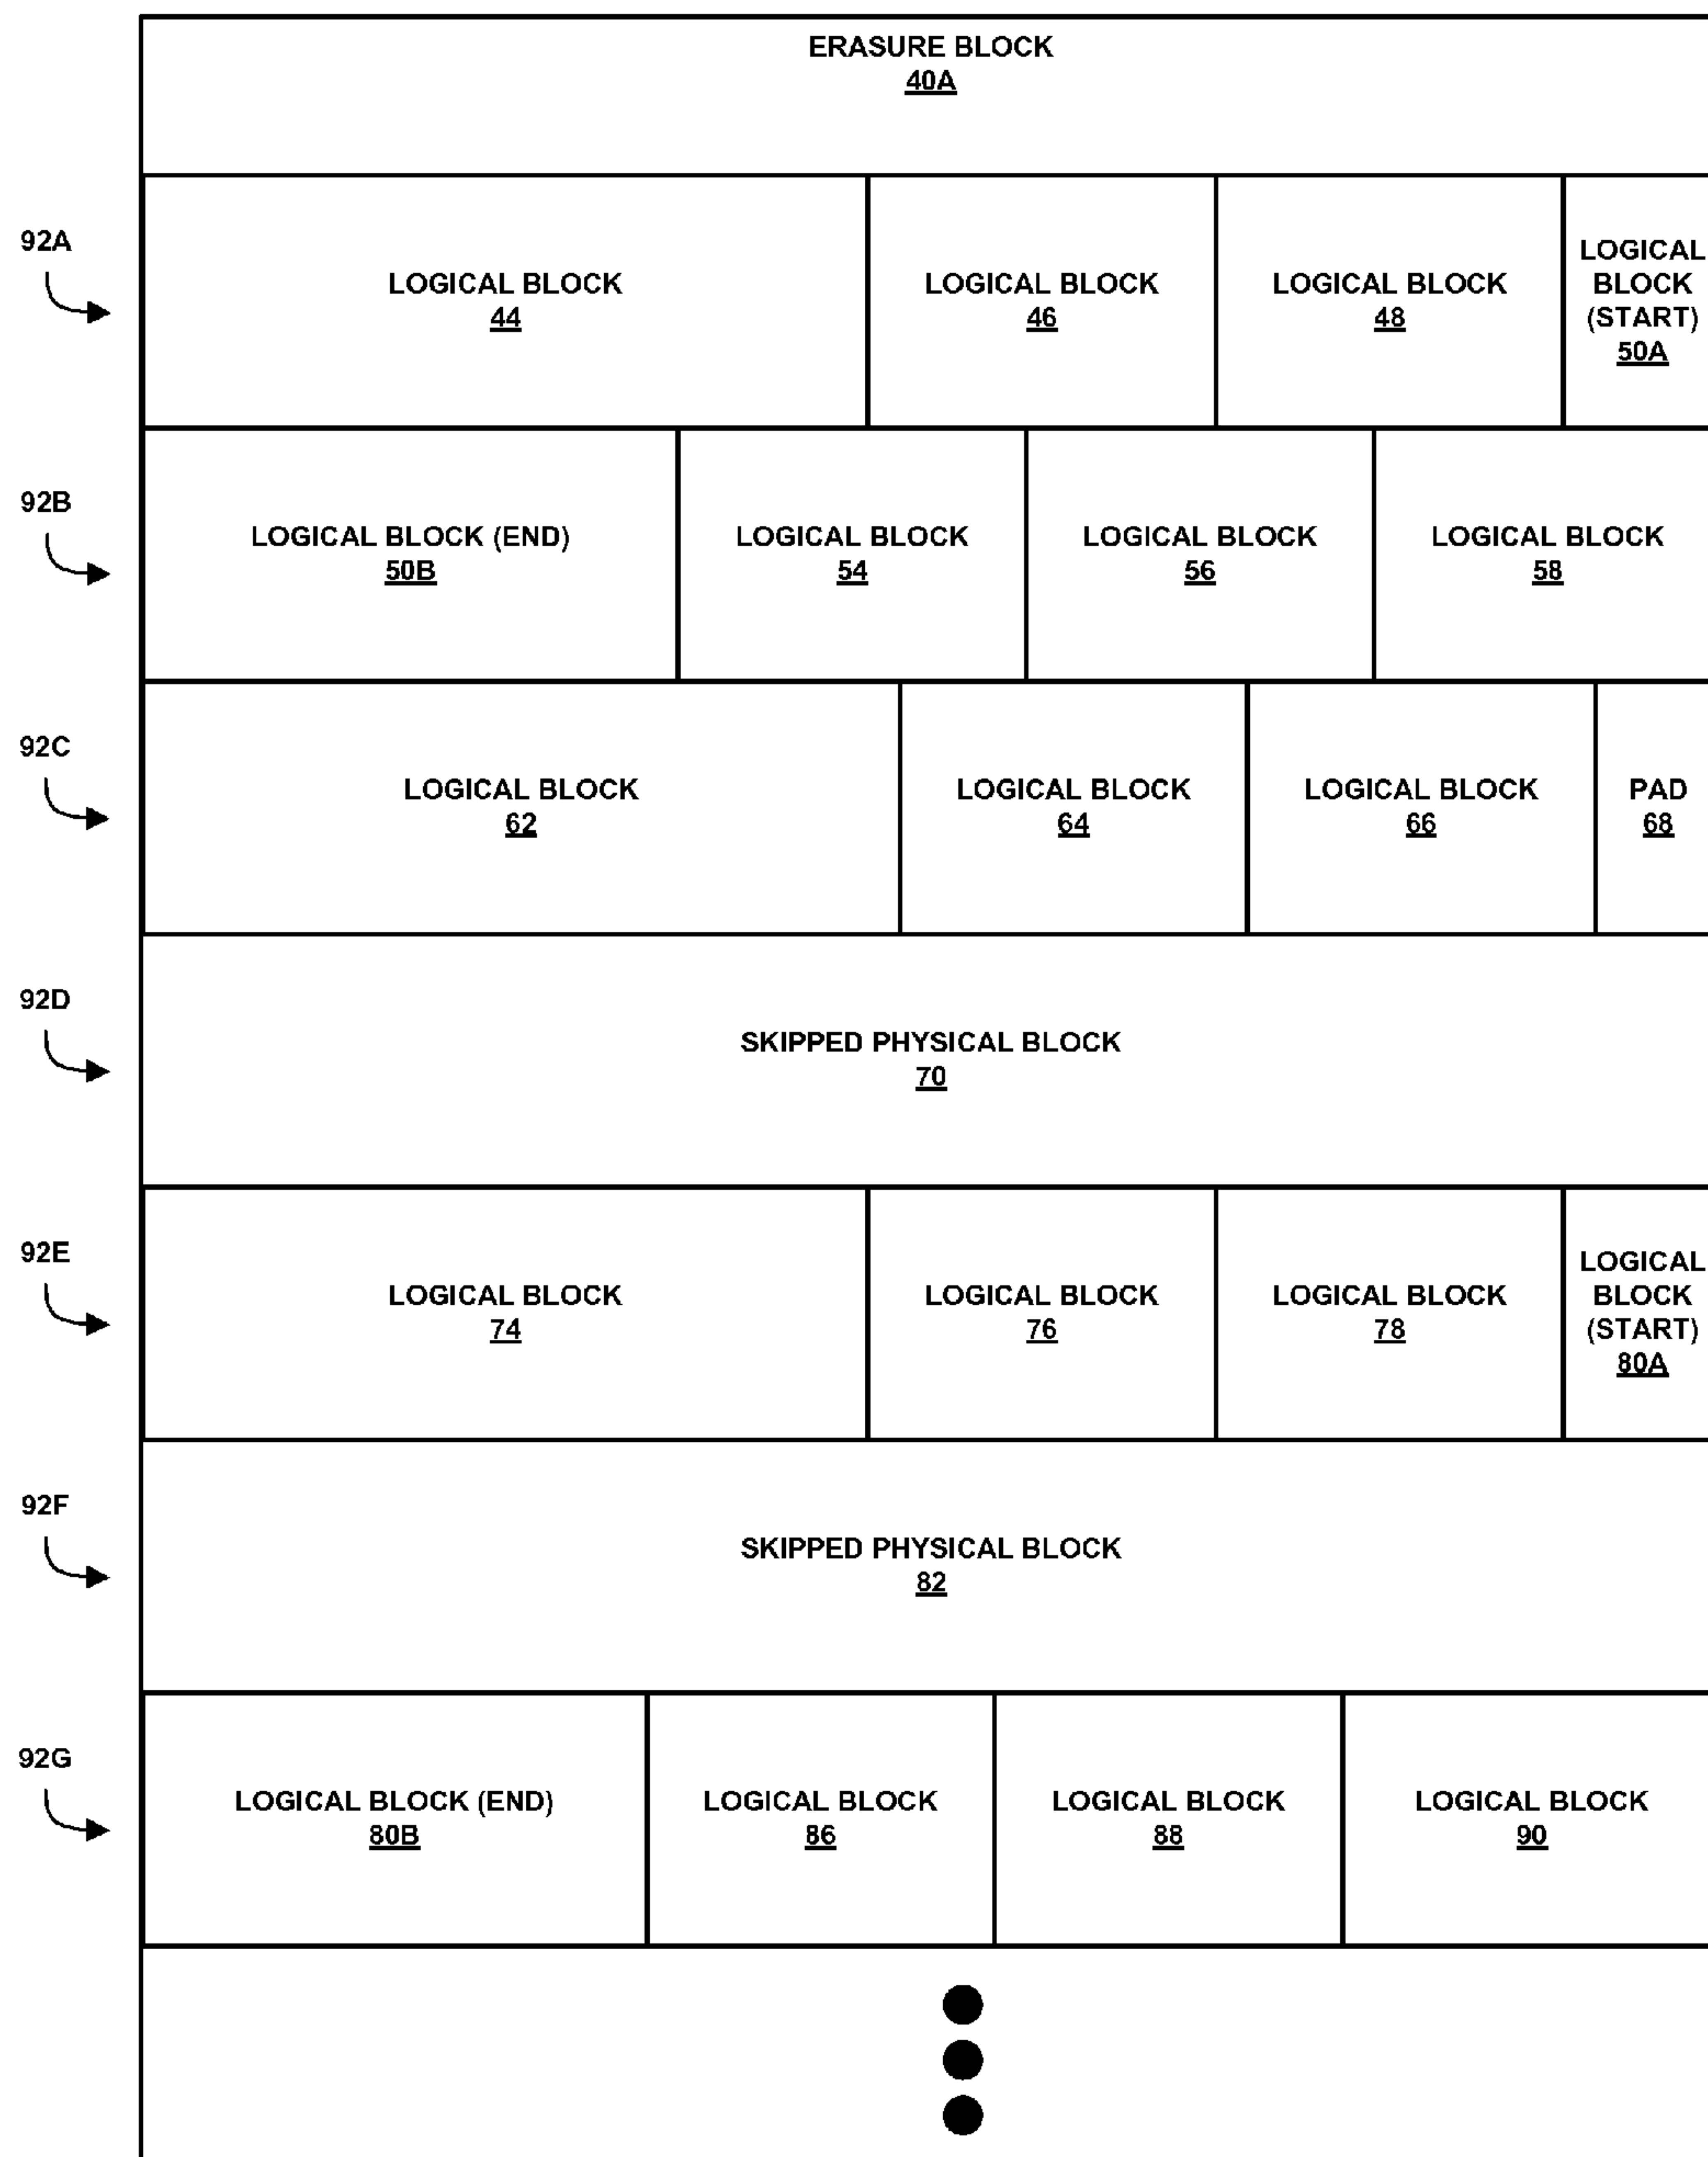 ERASURE BLOCK
40A
92A
LOGICAL BLOCK
44
LOGICAL BLOCK
46
LOGICAL BLOCK
48
LOGICAL
BLOCK
(START)
50A
92B
LOGICAL BLOCK (END)
50B
LOGICAL BLOCK
54
LOGICAL BLOCK
56
LOGICAL BLOCK
58
92C
LOGICAL BLOCK
62
LOGICAL BLOCK
64
LOGICAL BLOCK
66
PAD
68
92D
SKIPPED PHYSICAL BLOCK
70
92E
LOGICAL BLOCK
74
LOGICAL BLOCK
76
LOGICAL BLOCK
78
LOGICAL
BLOCK
(START)
80A
92F
SKIPPED PHYSICAL BLOCK
82
92G
LOGICAL BLOCK (END)
80B
LOGICAL BLOCK
86
LOGICAL BLOCK
88
LOGICAL BLOCK
90